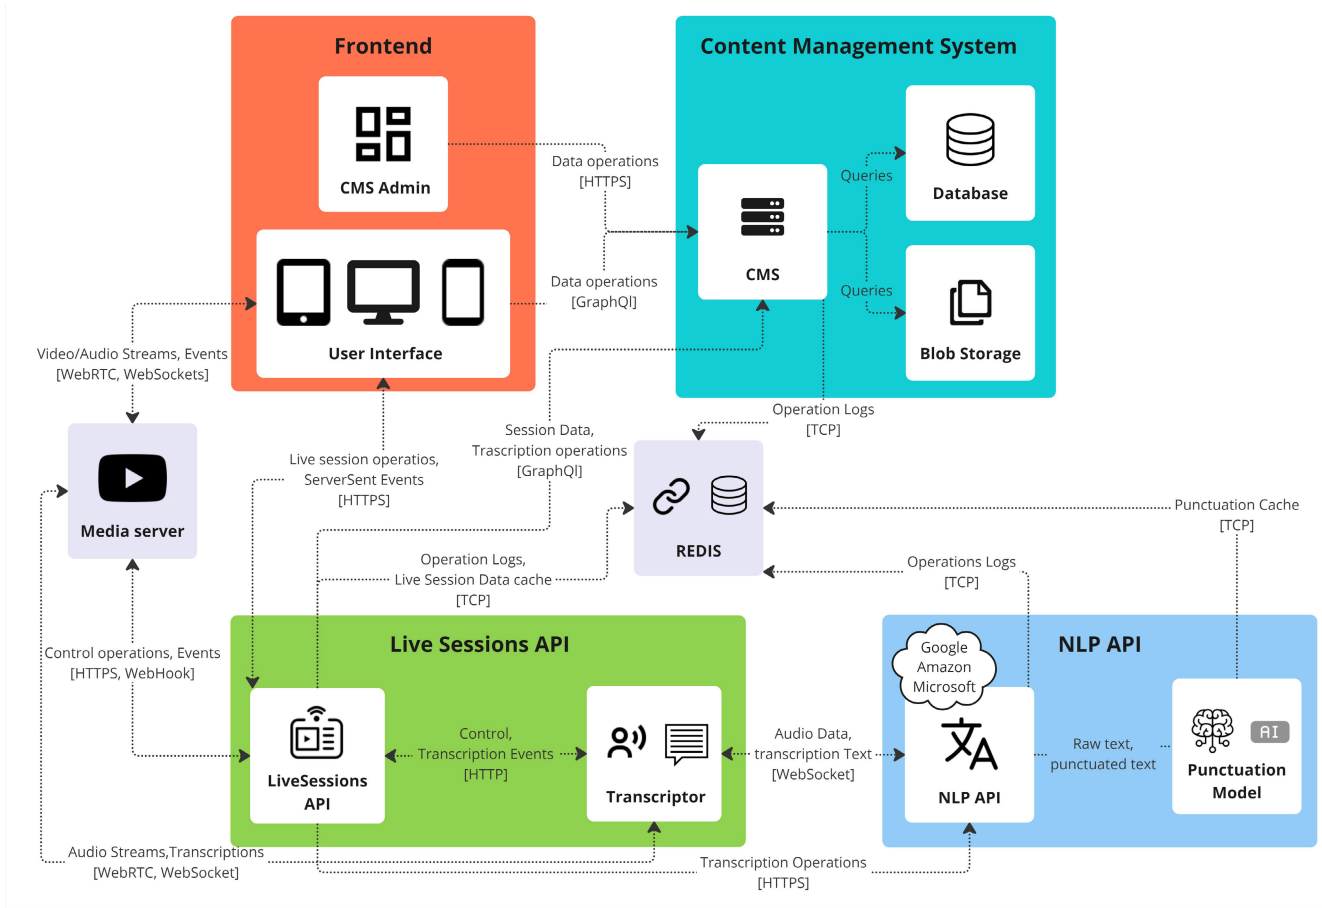 Frontend
Content Management System
CMS Admin
Data operations
[HTTPS]
Queries
Database
CMS
Data operations
[GraphQl]
Queries
Blob Storage
User Interface
Video/Audio Streams, Events
[WebRTC, WebSockets]
Operation Logs
[TCP]
Session Data,
Trascription operations
[GraphQl]
Live session operatios,
ServerSent Events
[HTTPS]
Media server
REDIS
Punctuation Cache
[TCP]
Operation Logs,
Live Session Data cache
[TCP]
Operations Logs
[TCP]
Control operations, Events
[HTTPS, WebHook]
Live Sessions API
NLP API
Google
Amazon
Microsoft
LiveSessions
API
Control,
Transcription Events
[HTTP]
Transcriptor
Audio Data,
transcription Text
[WebSocket]
NLP API
Raw text,
punctuated text
AI
Punctuation
Model
Audio Streams,Transcriptions
[WebRTC, WebSocket]
Transcription Operations
[HTTPS]